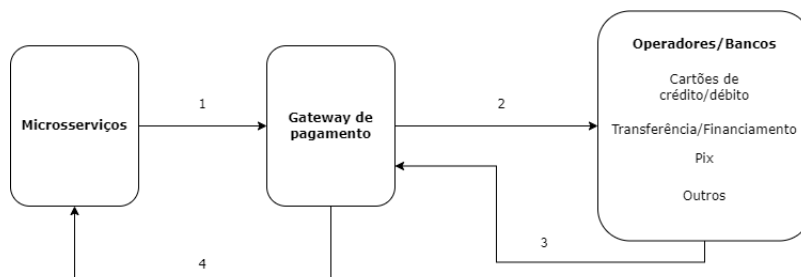 Operadores/Bancos
Cartões de
crédito/débito
1
2
Microsserviços
Gateway de
pagamento
Transferência/Financiamento
Pix
Outros
3
4